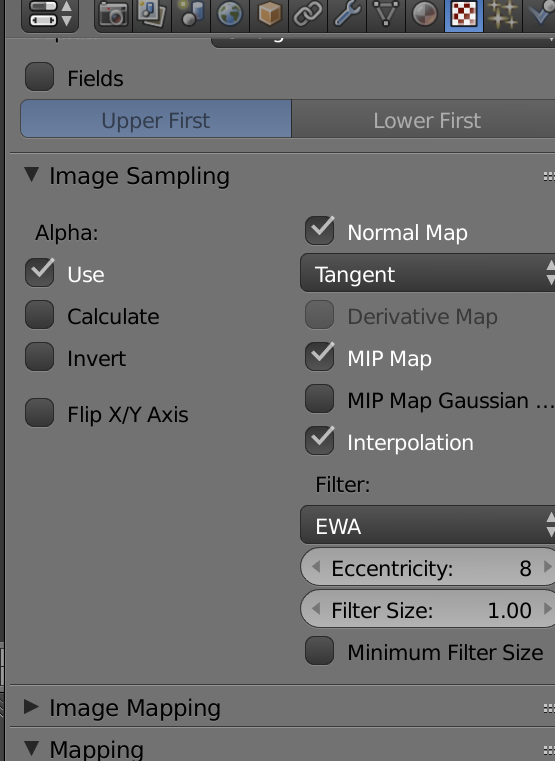 Fields
Upper First Lower First
Image Sampling
Alpha:
Use
Calculate
Invert
Flip X/Y Axis
Normal Map
Tangent
Derivative Map
MIP Map
MIP Map Gaussian ...
Interpolation
Filter:
EWA
Eccentricity: 8
Filter Size: 1.00
Minimum Filter Size
Image Mapping
Mapping